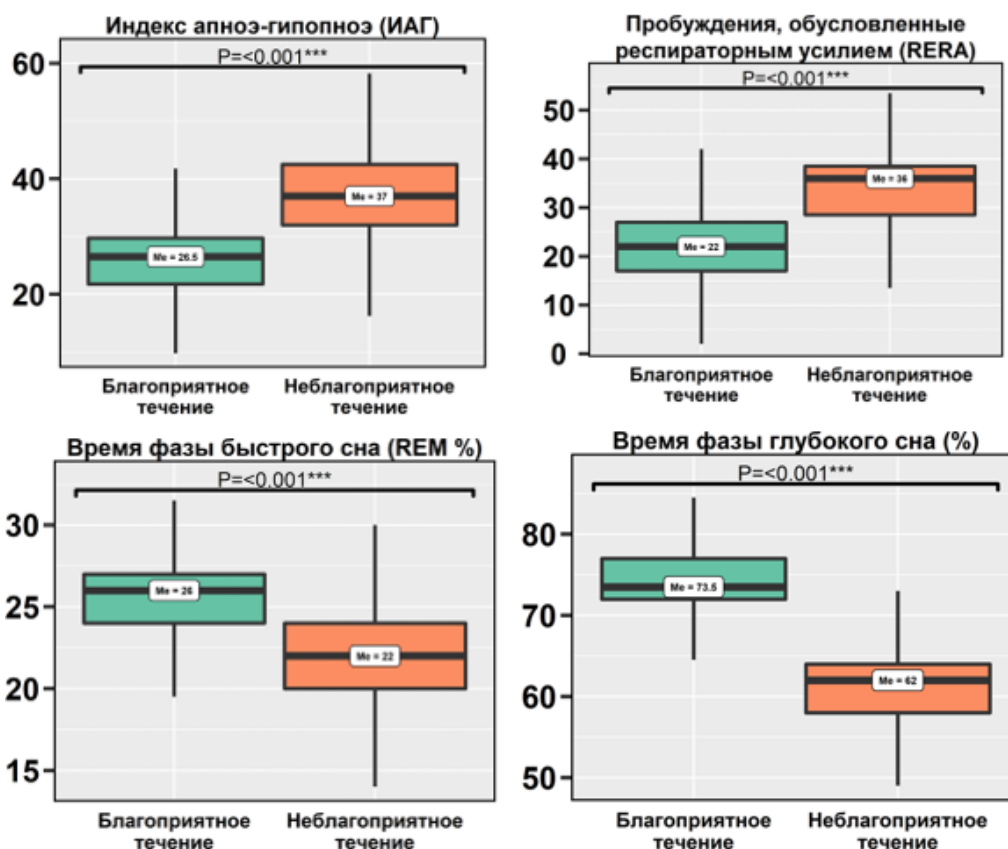 Индекс апноэ-гипопноэ (ИАГ)
P=<0.001***
60
40
20
Me = 26.5
Me = 37
Благоприятное
течение
Неблагоприятное
течение
Пробуждения, обусловленные
респираторным усилием (RERA)
P=<0.001***
50
40
30
20
10
0
Me = 22
Me = 36
Благоприятное
течение
Неблагоприятное
течение
Время фазы быстрого сна (REM %)
P=<0.001***
30
25
20
15
Me = 26
Me = 22
Благоприятное
течение
Неблагоприятное
течение
Время фазы глубокого сна (%)
P=<0.001***
80
70
60
50
Me = 73.5
Me = 62
Благоприятное
течение
Неблагоприятное
течение